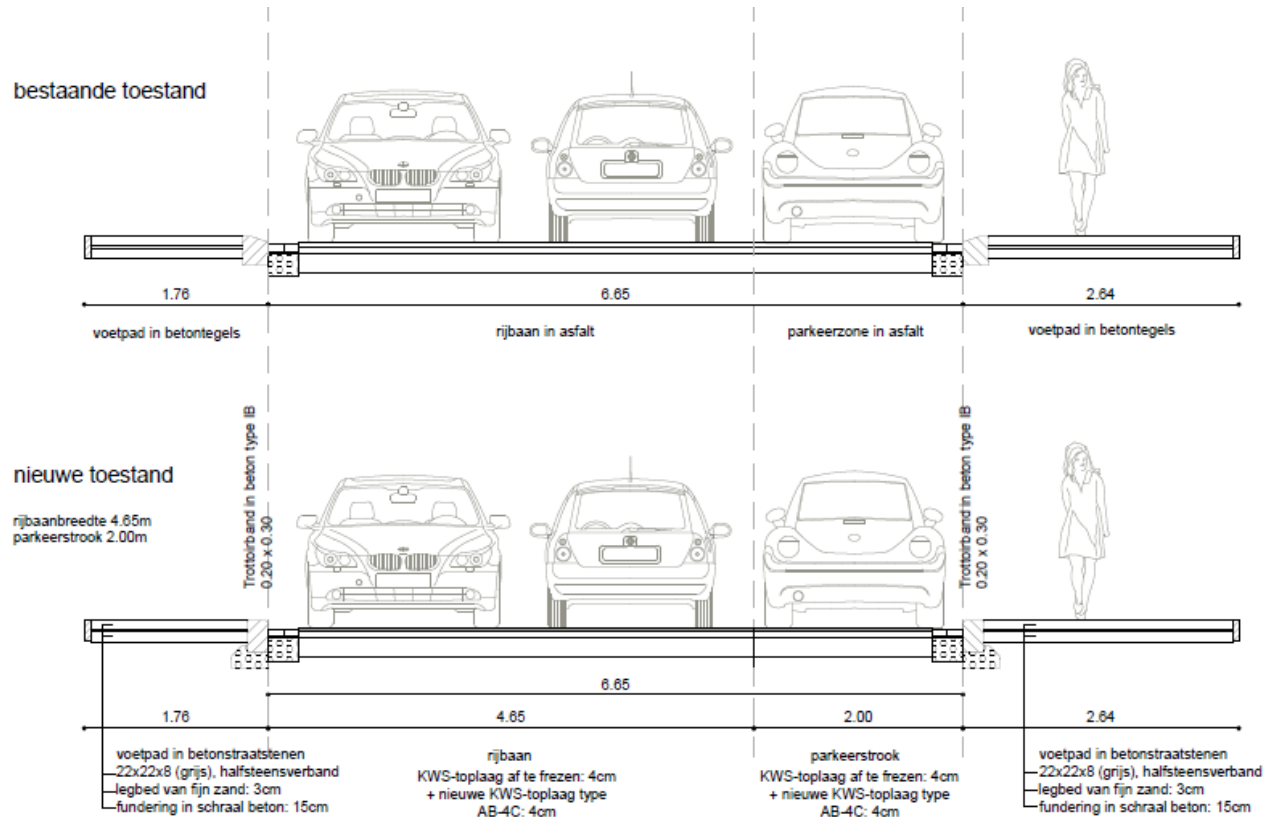 bestaande toestand
1.76
6.65
2.64
voetpad in betontegels
rijbaan in asfalt
parkeerzone in asfalt
voetpad in betontegels
nieuwe toestand
rijbaanbreedte 4.65m
parkeerstrook 2.00m
Trottoirband in beton type IB
0.20 x 0.30
Trottoirband in beton type IB
0.20 x 0.30
6.65
1.76
4.65
2.00
2.64
voetpad in betonstraatstenen
22x22x8 (grijs), halfsteensverband
legbed van fijn zand: 3cm
fundering in schraal beton: 15cm
rijbaan
KWS-toplaag af te frezen: 4cm
+ nieuwe KWS-toplaag type
AB-4C: 4cm
parkeerstrook
KWS-toplaag af te frezen: 4cm
+ nieuwe KWS-toplaag type
AB-4C: 4cm
voetpad in betonstraatstenen
22x22x8 (grijs), halfsteensverband
legbed van fijn zand: 3cm
fundering in schraal beton: 15cm